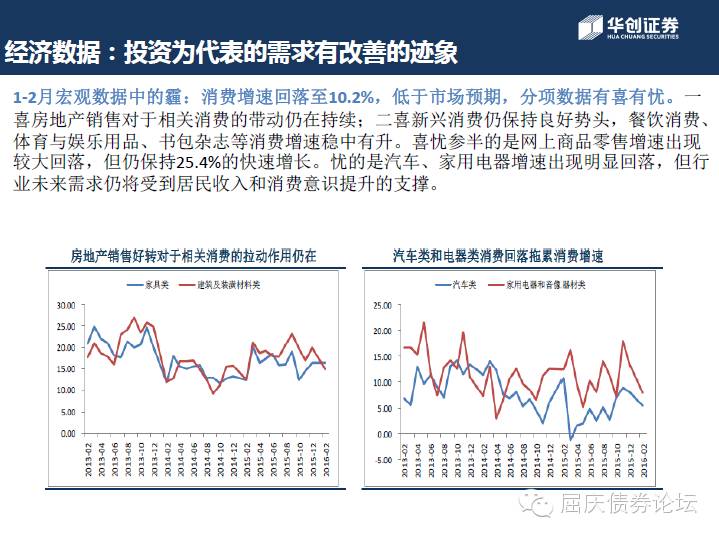 华创证券
HUA CHUANG SECURITIES
经济数据：投资为代表的需求有改善的迹象
1-2月宏观数据中的霾：消费增速回落至10.2%，低于市场预期，分项数据有喜有忧。一
喜房地产销售对于相关消费的带动仍在持续；二喜新兴消费仍保持良好势头，餐饮消费、
体育与娱乐用品、书包杂志等消费增速稳中有升。喜忧参半的是网上商品零售增速出现
较大回落，但仍保持25.4%的快速增长。忧的是汽车、家用电器增速出现明显回落，但行
业未来需求仍将受到居民收入和消费意识提升的支撑。
房地产销售好转对于相关消费的拉动作用仍在
家具类 建筑及装潢材料类
30.00
25.00
20.00
15.00
10.00
5.00
0.00
2013-02 2013-04 2013-06 2013-08 2013-10 2013-12 2014-02 2014-04 2014-06 2014-08 2014-10 2014-12 2015-02 2015-04 2015-06 2015-08 2015-10 2015-12 2016-02
汽车类和电器类消费回落拖累消费增速
汽车类 家用电器和音像器材类
25.00
20.00
15.00
10.00
5.00
0.00
-5.00
2013-02 2013-04 2013-06 2013-08 2013-10 2013-12 2014-02 2014-04 2014-06 2014-08 2014-10 2014-12 2015-02 2015-04 2015-06 2015-08 2015-10 2015-12 2016-02
屈庆债券论坛